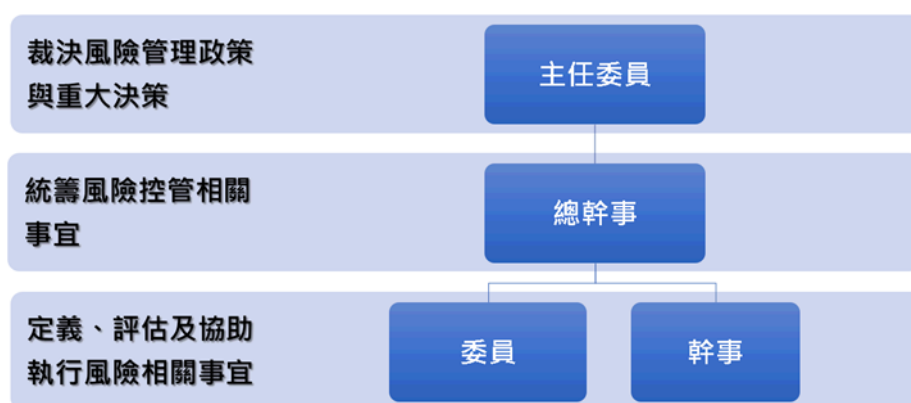 裁決風險管理政策
與重大決策
主任委員
統籌風險控管相關
事宜
總幹事
定義、評估及協助
執行風險相關事宜
委員
幹事